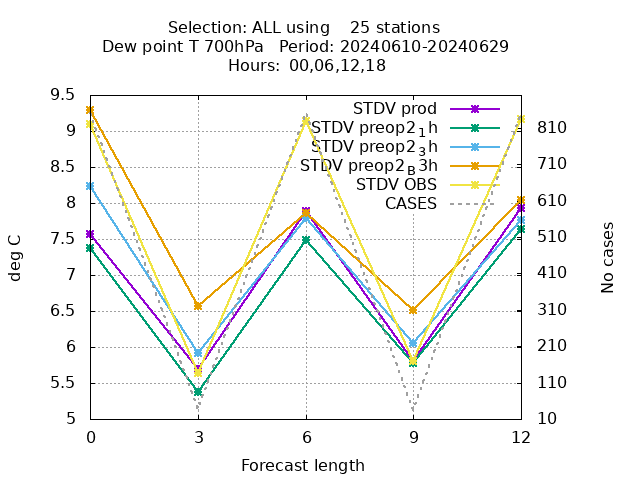 Selection: ALL using    25 stations
Dew point T 700hPa   Period: 20240610-20240629
Hours:  00,06,12,18
STDV prod
STDV preop2₁h
STDV preop2₃h
STDV preop2_B3h
STDV OBS
CASES
9.5
9
8.5
8
7.5
7
6.5
6
5.5
5
deg C
810
710
610
510
410
310
210
110
10
No cases
0 3 6 9 12
Forecast length